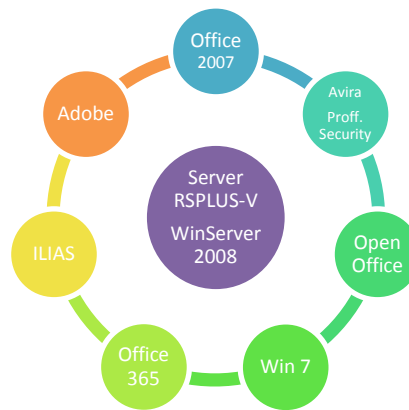 Office
2007
Avira
Proff.
Security
Open
Office
Win 7
Office
365
ILIAS
Adobe
Server
RSPLUS-V
WinServer
2008